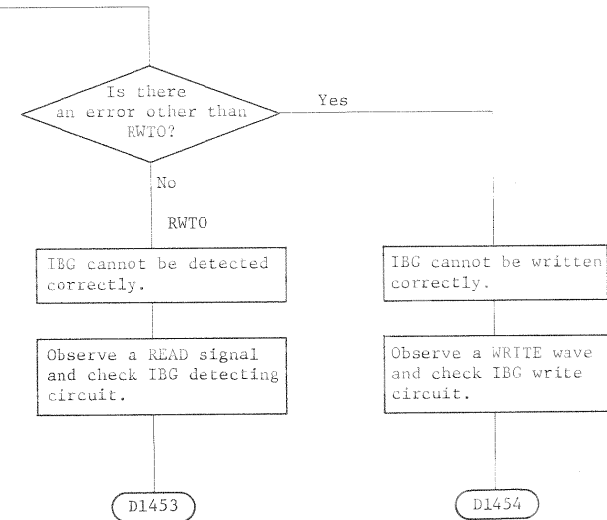 Is there
an error other than
RWTO?
Yes
No
RWTO
IBG cannot be detected
correctly.
Observe a READ signal
and check IBG detecting
circuit.
D1453
IBG cannot be written
correctly.
Observe a WRITE wave
and check IBG write
circuit.
D1454